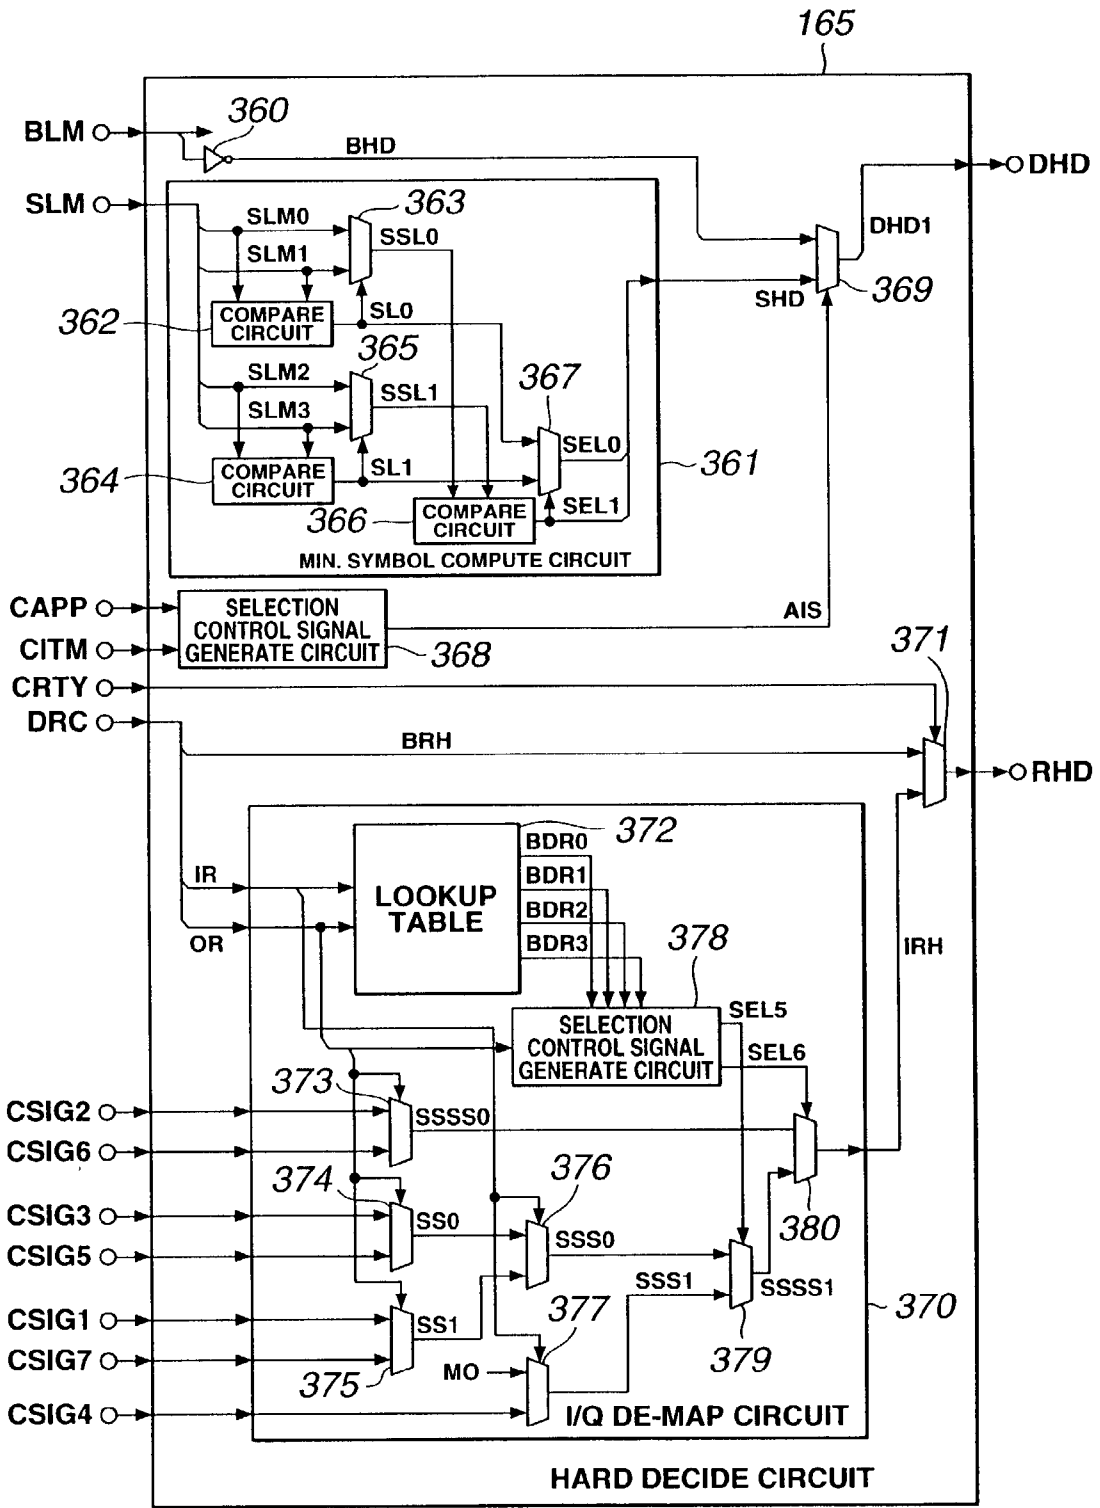 165
BLM
360
BHD
DHD
SLM
SLM0
363
SSL0
DHD1
SLM1
369
SHD
362
COMPARE
CIRCUIT
SL0
365
SLM2
SSL1
367
SLM3
SEL0
361
364
COMPARE
CIRCUIT
SL1
366
COMPARE
CIRCUIT
SEL1
MIN. SYMBOL COMPUTE CIRCUIT
CAPP
SELECTION
CONTROL SIGNAL
GENERATE CIRCUIT
AIS
CITM
368
371
CRTY
DRC
BRH
RHD
372
BDR0
IR
LOOKUP
TABLE
BDR1
BDR2
378
OR
BDR3
IRH
SELECTION
CONTROL SIGNAL
GENERATE CIRCUIT
SEL5
SEL6
373
CSIG2
SSSS0
CSIG6
374
376
CSIG3
SS0
380
CSIG5
SSS0
SSS1
SSSS1
370
CSIG1
SS1
377
CSIG7
375
MO
379
CSIG4
I/Q DE-MAP CIRCUIT
HARD DECIDE CIRCUIT